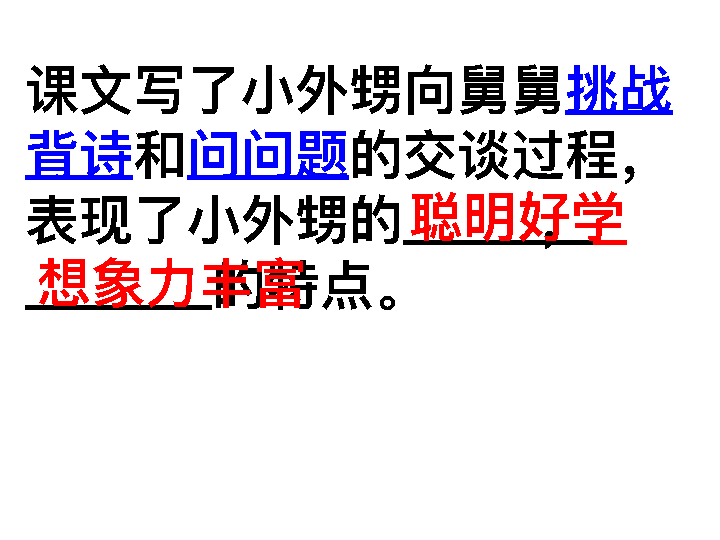 课文写了小外甥向舅舅挑战
背诗和问问题的交谈过程，
表现了小外甥的聪明好学，
想象力丰富的特点。